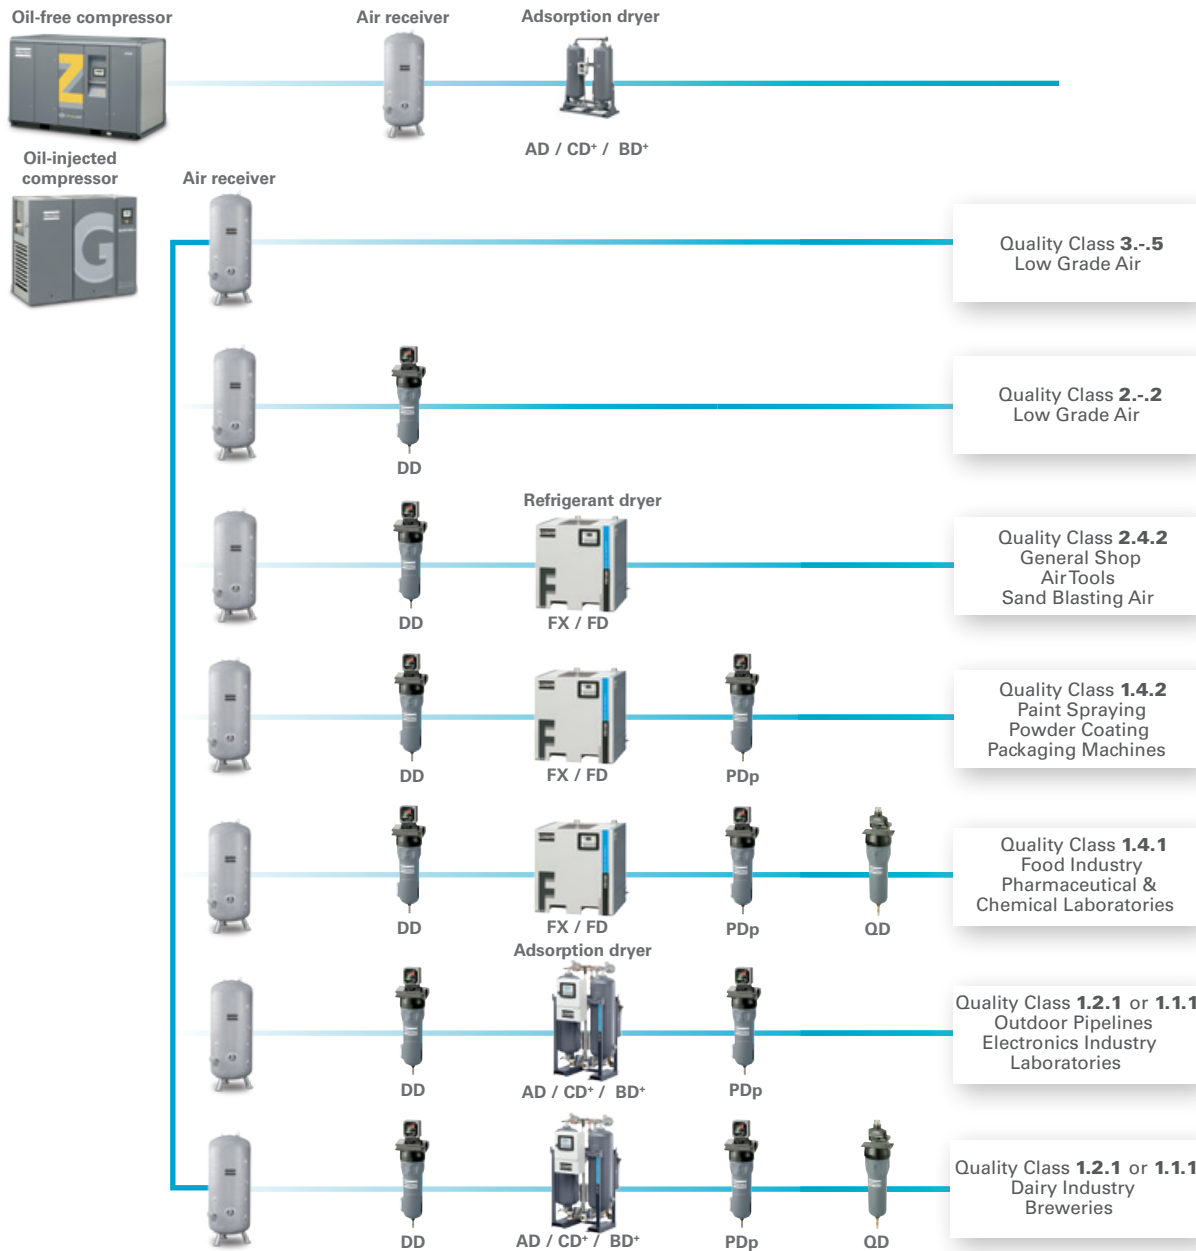 Oil-free compressor
Air receiver
Adsorption dryer
Z
AD / CD⁺ / BD⁺
Oil-injected
compressor
Air receiver
G
Quality Class 3.-.5
Low Grade Air
Quality Class 2.-.2
Low Grade Air
DD
Refrigerant dryer
F
Quality Class 2.4.2
General Shop
Air Tools
Sand Blasting Air
DD
FX / FD
F
Quality Class 1.4.2
Paint Spraying
Powder Coating
Packaging Machines
DD
FX / FD
PDp
F
Quality Class 1.4.1
Food Industry
Pharmaceutical &
Chemical Laboratories
DD
FX / FD
PDp
QD
Adsorption dryer
Quality Class 1.2.1 or 1.1.1
Outdoor Pipelines
Electronics Industry
Laboratories
DD
AD / CD⁺ / BD⁺
PDp
Quality Class 1.2.1 or 1.1.1
Dairy Industry
Breweries
DD
AD / CD⁺ / BD⁺
PDp
QD